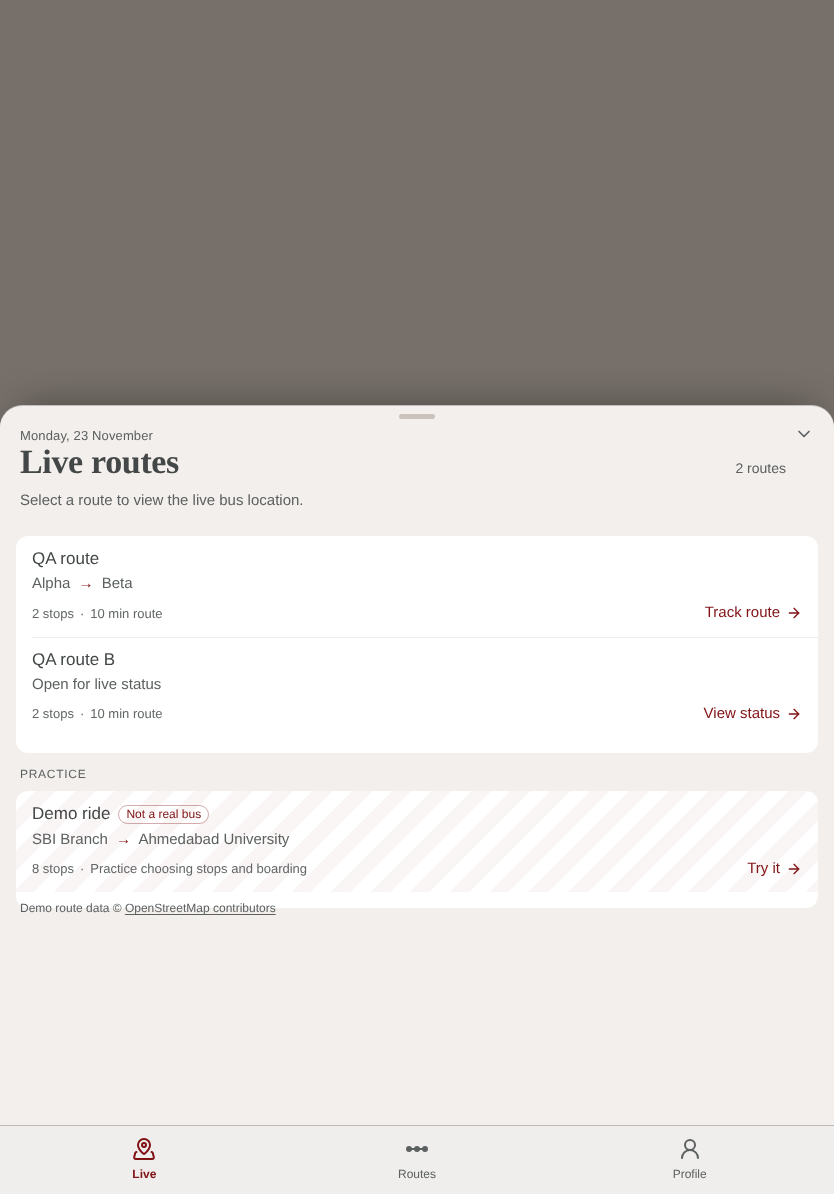 Monday, 23 November
Live routes
2 routes
Select a route to view the live bus location.
QA route
Alpha → Beta
2 stops · 10 min route
Track route →
QA route B
Open for live status
2 stops · 10 min route
View status →
PRACTICE
Demo ride Not a real bus
SBI Branch → Ahmedabad University
8 stops · Practice choosing stops and boarding
Try it →
Demo route data © OpenStreetMap contributors
Live
Routes
Profile